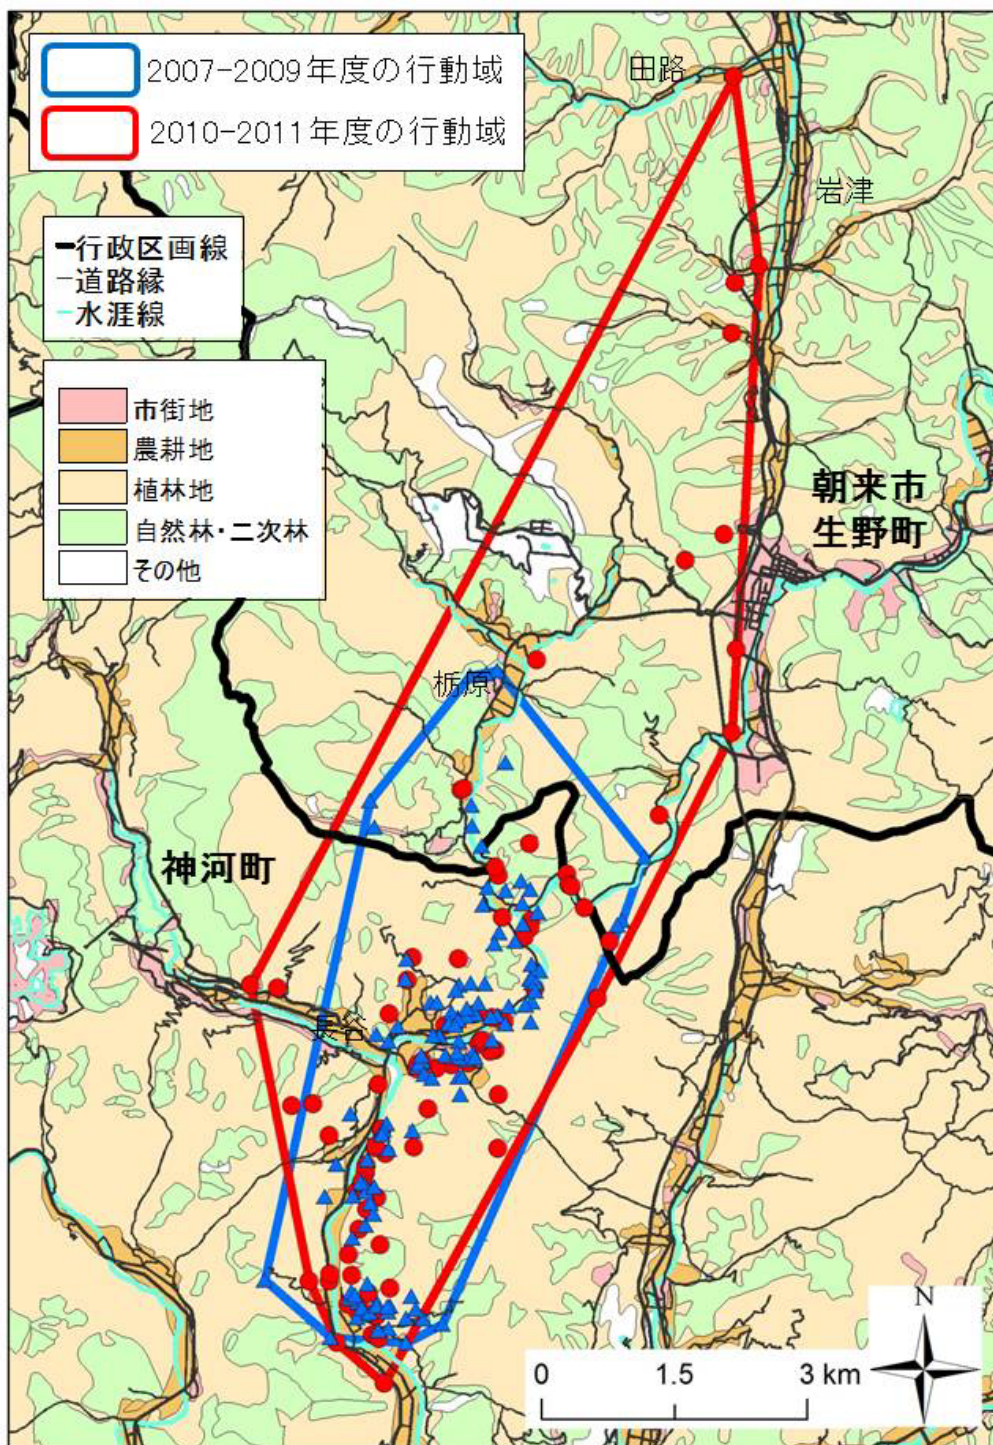 2007-2009年度の行動域
2010-2011年度の行動域
行政区画線
道路縁
水涯線
市街地
農耕地
植林地
自然林・二次林
その他
田路
岩津
朝来市
生野町
栃原
神河町
長谷
N
0 1.5 3 km